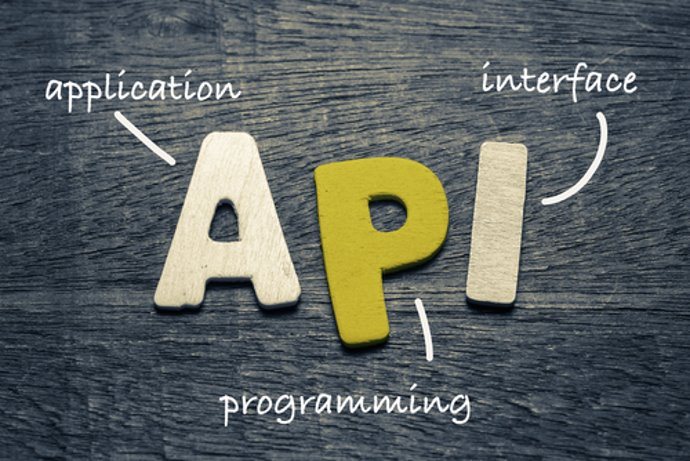 application
interface
API
programming